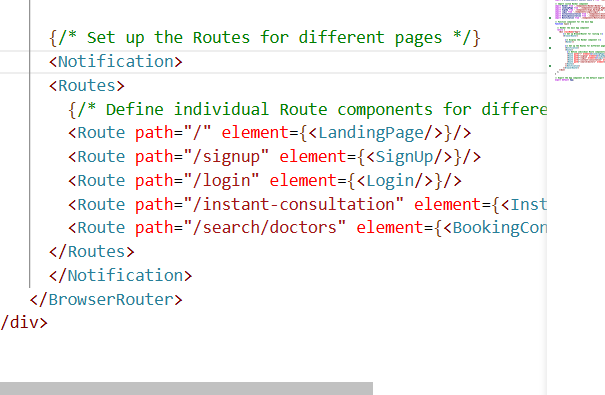 {/* Set up the Routes for different pages */}
<Notification>
<Routes>
{/* Define individual Route components for differe
<Route path="/" element={<LandingPage/>}/>
<Route path="/signup" element={<SignUp/>}/>
<Route path="/login" element={<Login/>}/>
<Route path="/instant-consultation" element={<Inst
<Route path="/search/doctors" element={<BookingCon
</Routes>
</Notification>
</BrowserRouter>
/div>